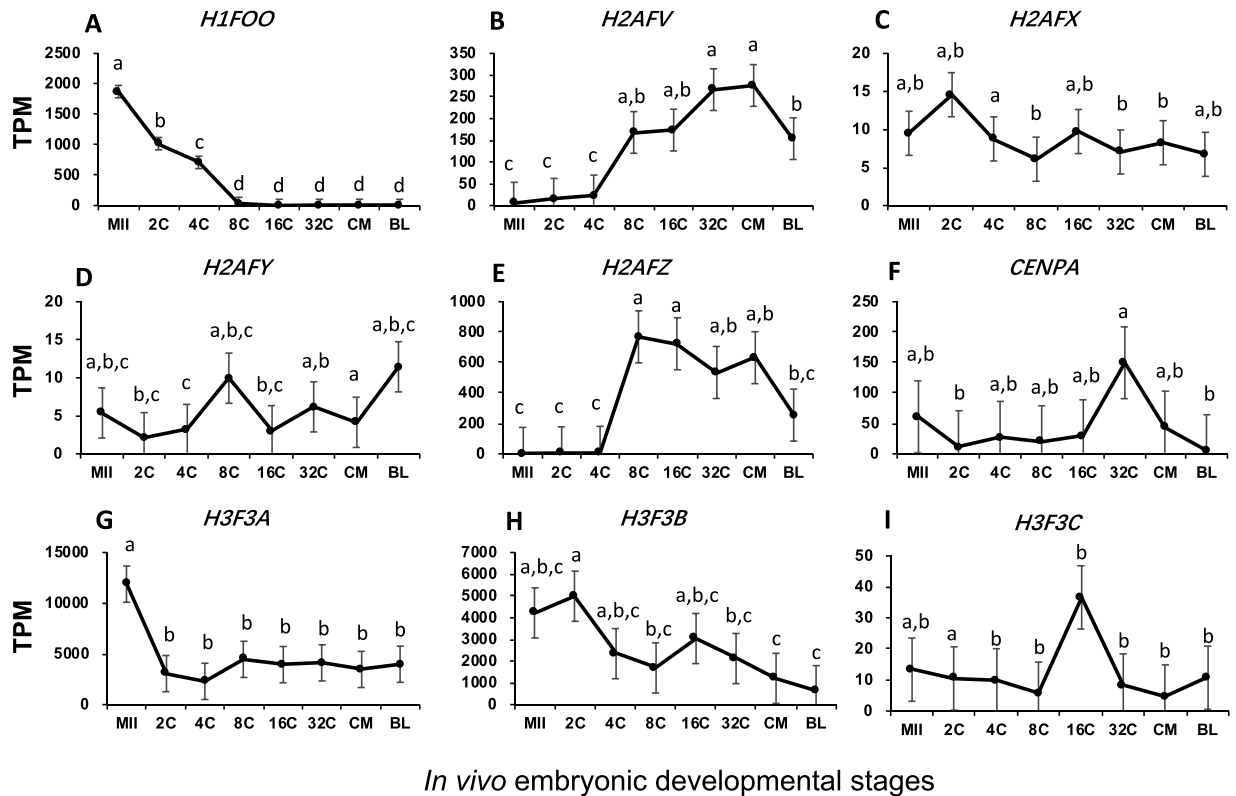 A H1FOO
B H2AFV
C H2AFX
TPM
2500
2000
1500
1000
500
0
a
b
c
d d d d d
MII 2C 4C 8C 16C 32C CM BL
350
300
250
200
150
100
50
0
c c c a,b a,b a a b
MII 2C 4C 8C 16C 32C CM BL
20
15
10
5
0
a,b a,b a b a,b b b a,b
MII 2C 4C 8C 16C 32C CM BL
D H2AFY
E H2AFZ
F CENPA
TPM
20
15
10
5
0
a,b,c b,c c a,b,c b,c a,b a a,b,c
MII 2C 4C 8C 16C 32C CM BL
1000
800
600
400
200
0
c c c a a a,b a,b b,c
MII 2C 4C 8C 16C 32C CM BL
250
200
150
100
50
0
a,b b a,b a,b a,b a a,b b
MII 2C 4C 8C 16C 32C CM BL
G H3F3A
H H3F3B
I H3F3C
TPM
15000
10000
5000
0
a b b b b b b b
MII 2C 4C 8C 16C 32C CM BL
7000
6000
5000
4000
3000
2000
1000
0
a,b,c a a,b,c b,c a,b,c b,c c c
MII 2C 4C 8C 16C 32C CM BL
50
40
30
20
10
0
a,b a b b b b b b
MII 2C 4C 8C 16C 32C CM BL
In vivo embryonic developmental stages